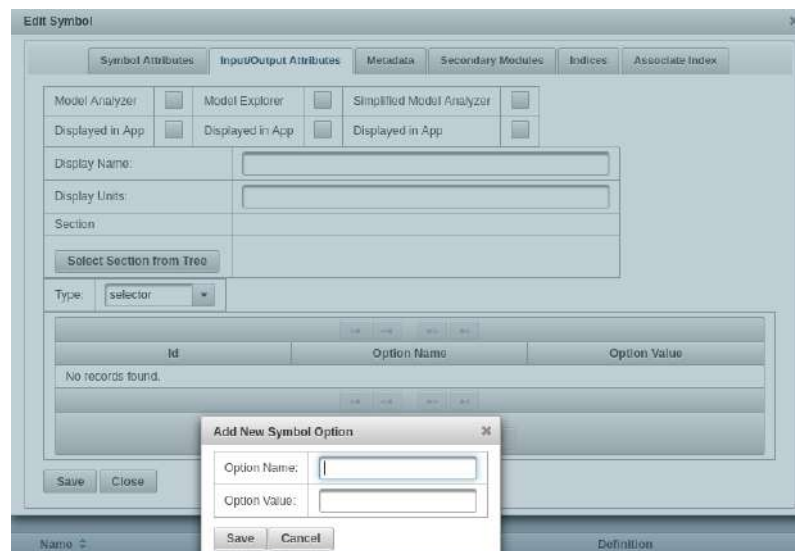 Edit Symbol
Symbol Attributes Input/Output Attributes Metadata Secondary Modules Indices Associate Index
Model Analyzer Model Explorer Simplified Model Analyzer
Displayed in App Displayed in App Displayed in App
Display Name:
Display Units:
Section
Select Section from Tree
Type: selector
Id Option Name Option Value
No records found.
Add New Symbol Option
Option Name:
Option Value:
Save Close
Save Cancel
Name Definition